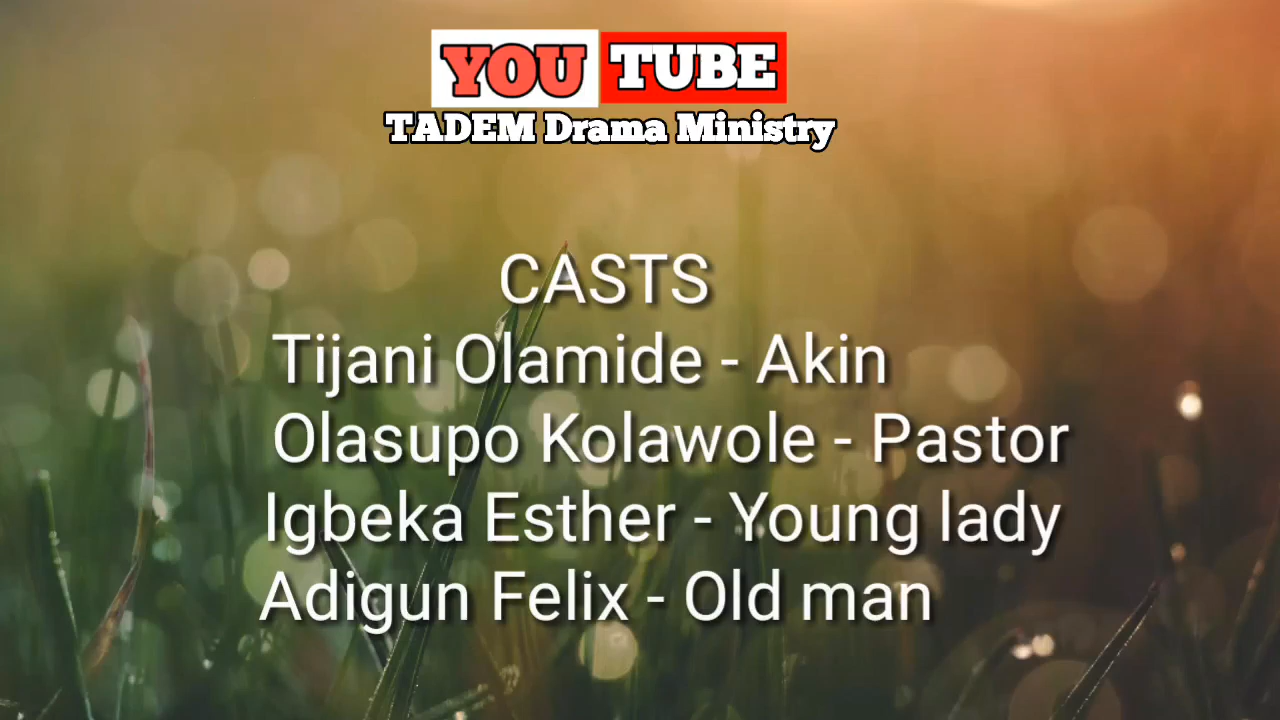 YOU TUBE
TADEM Drama Ministry
CASTS
Tijani Olamide - Akin
Olasupo Kolawole - Pastor
Igbeka Esther - Young lady
Adigun Felix - Old man